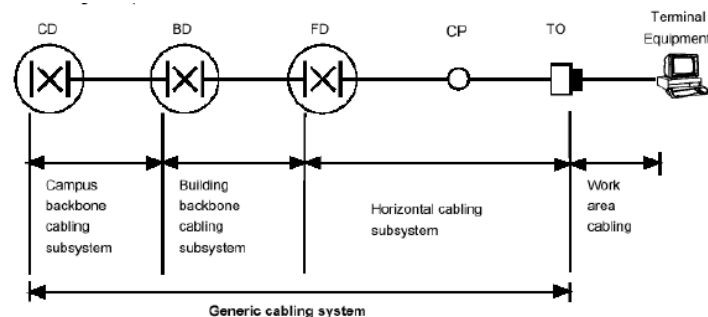 CD
BD
FD
CP
TO
Terminal
Equipment
Campus
backbone
cabling
subsystem
Building
backbone
cabling
subsystem
Horizontal cabling
subsystem
Work
area
cabling
Generic cabling system